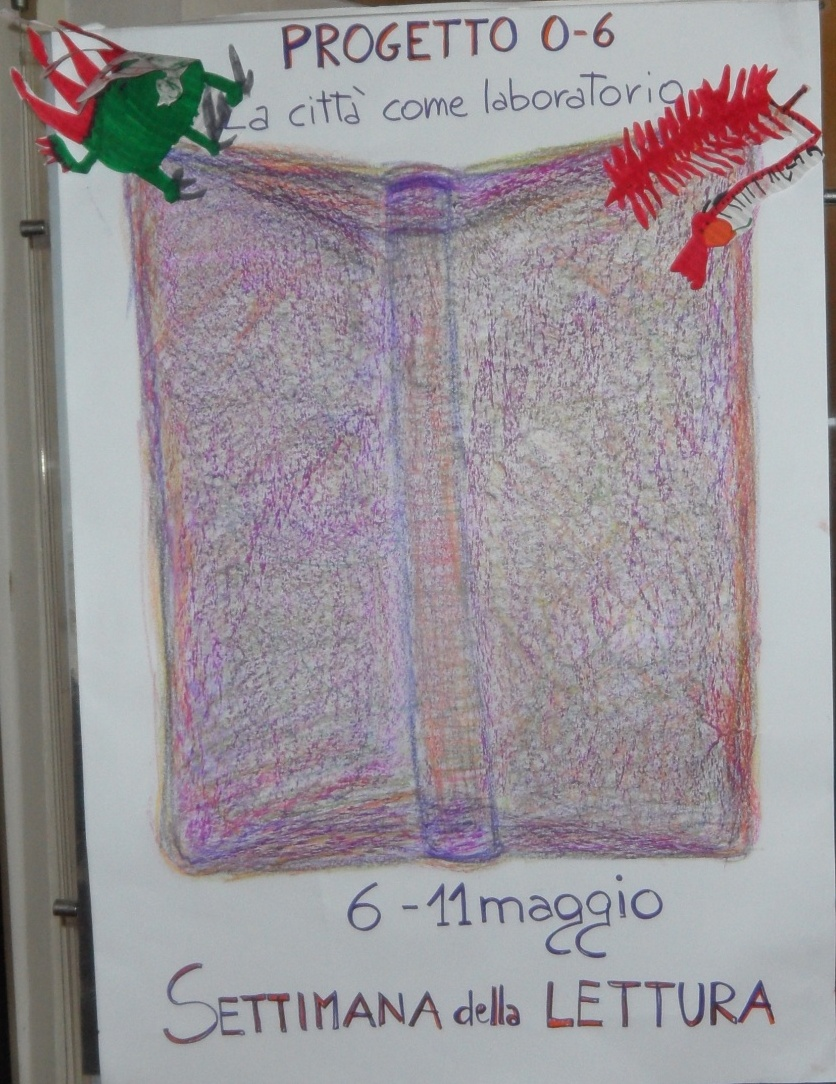 PROGETTO 0-6
La città come laboratorio
6-11 maggio
SETTIMANA della LETTURA